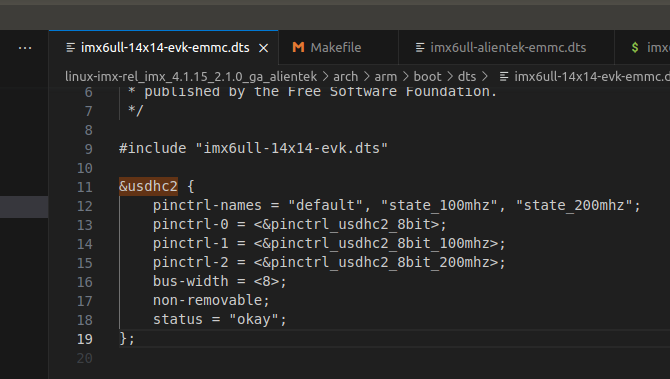 ... imx6ull-14x14-evk-emmc.dts × M Makefile imx6ull-alientek-emmc.dts $ imx
linux-imx-rel_imx_4.1.15_2.1.0_ga_alientek > arch > arm > boot > dts > imx6ull-14x14-evk-emmc.d
6 * published by the Free Software Foundation.
7 */
8
9 #include "imx6ull-14x14-evk.dts"
10
11 &usdhc2 {
12 pinctrl-names = "default", "state_100mhz", "state_200mhz";
13 pinctrl-0 = <&pinctrl_usdhc2_8bit>;
14 pinctrl-1 = <&pinctrl_usdhc2_8bit_100mhz>;
15 pinctrl-2 = <&pinctrl_usdhc2_8bit_200mhz>;
16 bus-width = <8>;
17 non-removable;
18 status = "okay";
19 };
20